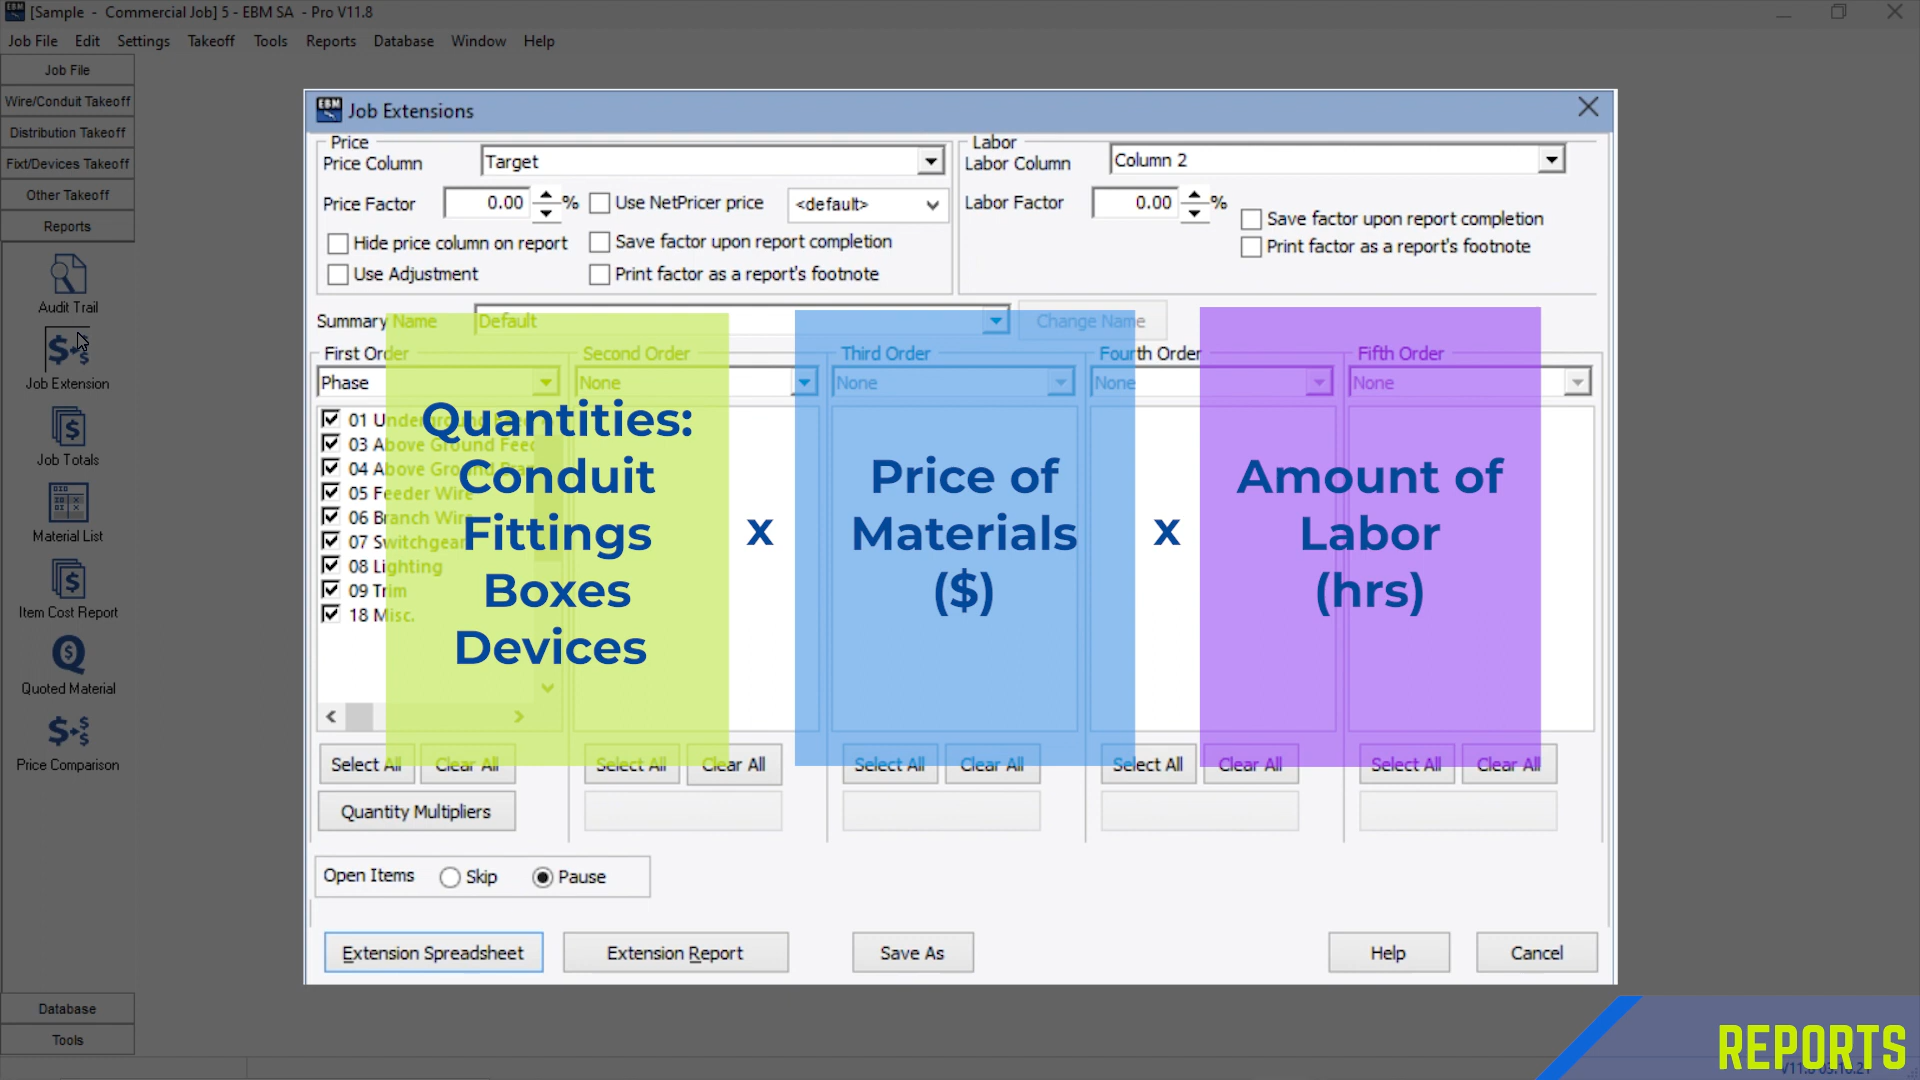 [Sample - Commercial Job] 5 - EBM SA - Pro V11.8
Job File Edit Settings Takeoff Tools Reports Database Window Help
Job File
Wire/Conduit Takeoff
Distribution Takeoff
Fixt/Devices Takeoff
Other Takeoff
Reports
Audit Trail
Job Extension
Job Totals
Material List
Item Cost Report
Quoted Material
Price Comparison
Database
Tools
EBM Job Extensions
Price
Price Column Target
Price Factor 0.00 % Use NetPricer price <default>
Hide price column on report Save factor upon report completion
Use Adjustment Print factor as a report's footnote
Labor
Labor Column Column 2
Labor Factor 0.00 %
Save factor upon report completion
Print factor as a report's footnote
Summary Name Default Change Name
First Order Second Order Third Order Fourth Order Fifth Order
Phase None None None None
01 Underground
03 Above Ground Feed
04 Above Ground
05 Feeder Wire
06 Branch Wire
07 Switchgear
08 Lighting
09 Trim
18 Misc.
Quantities:
Conduit
Fittings
Boxes
Devices
x
Price of
Materials
($)
x
Amount of
Labor
(hrs)
Select All Clear All Select All Clear All Select All Clear All Select All Clear All Select All Clear All
Quantity Multipliers
Open Items Skip Pause
Extension Spreadsheet Extension Report Save As Help Cancel
REPORTS